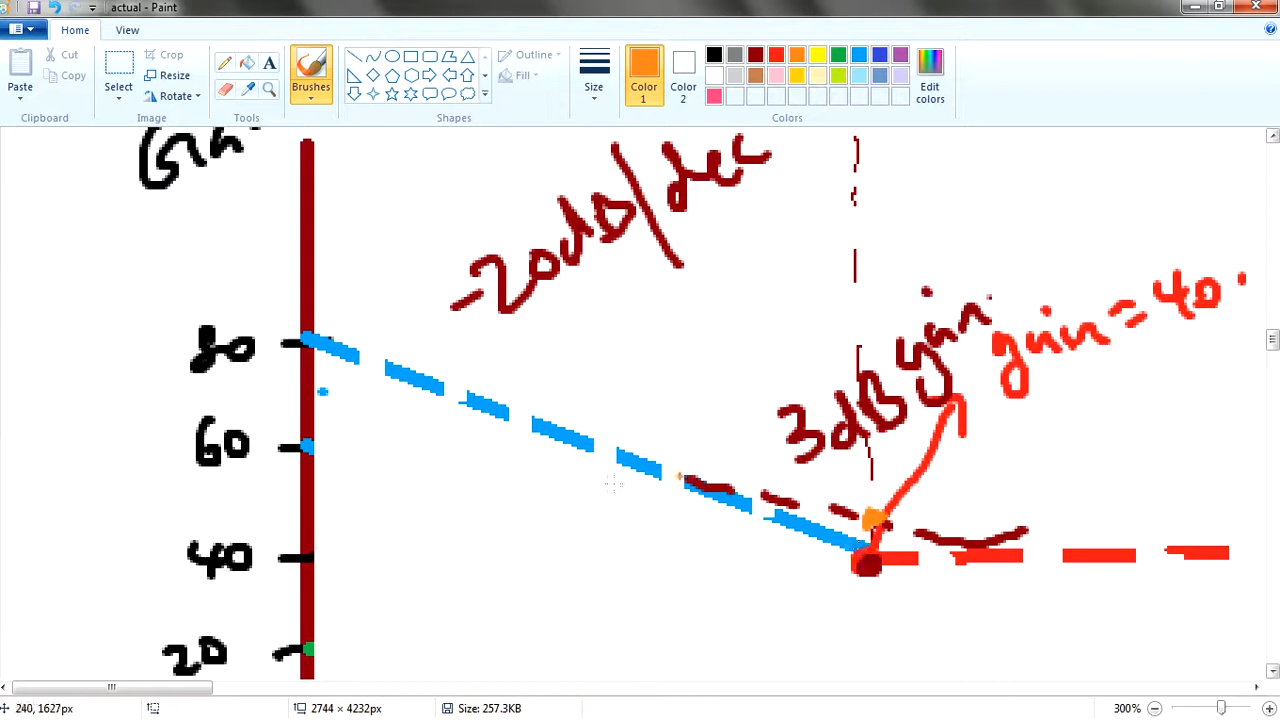 actual - Paint
Home
View
Paste
Cut
Copy
Clipboard
Select
Crop
Resize
Rotate
Image
A
Tools
Brushes
Outline
Fill
Shapes
Size
Color 1
Color 2
Edit colors
Colors
Gin
-20dB/dec
80
60
40
20
3dB gain
gain = 40
240, 1627px
2744 × 4232px
Size: 257.3KB
300%